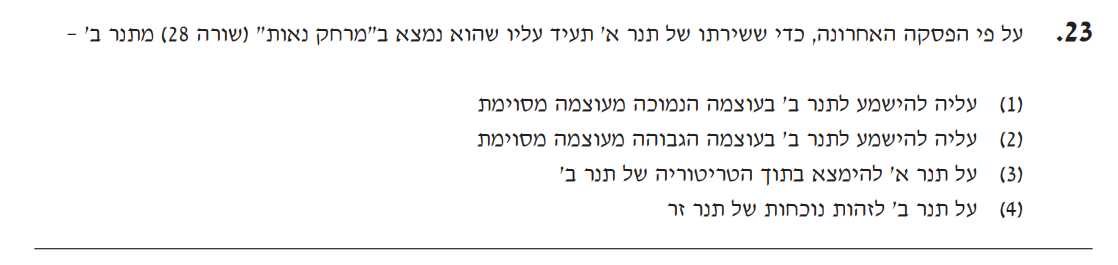 23. על פי הפסקה האחרונה, כדי ששירתו של תנר א' תעיד עליו שהוא נמצא ב"מרחק נאות" (שורה 28) מתנר ב' –
(1) עליה להישמע לתנר ב' בעוצמה הנמוכה מעוצמה מסוימת
(2) עליה להישמע לתנר ב' בעוצמה הגבוהה מעוצמה מסוימת
(3) על תנר א' להימצא בתוך הטריטוריה של תנר ב'
(4) על תנר ב' לזהות נוכחות של תנר זר